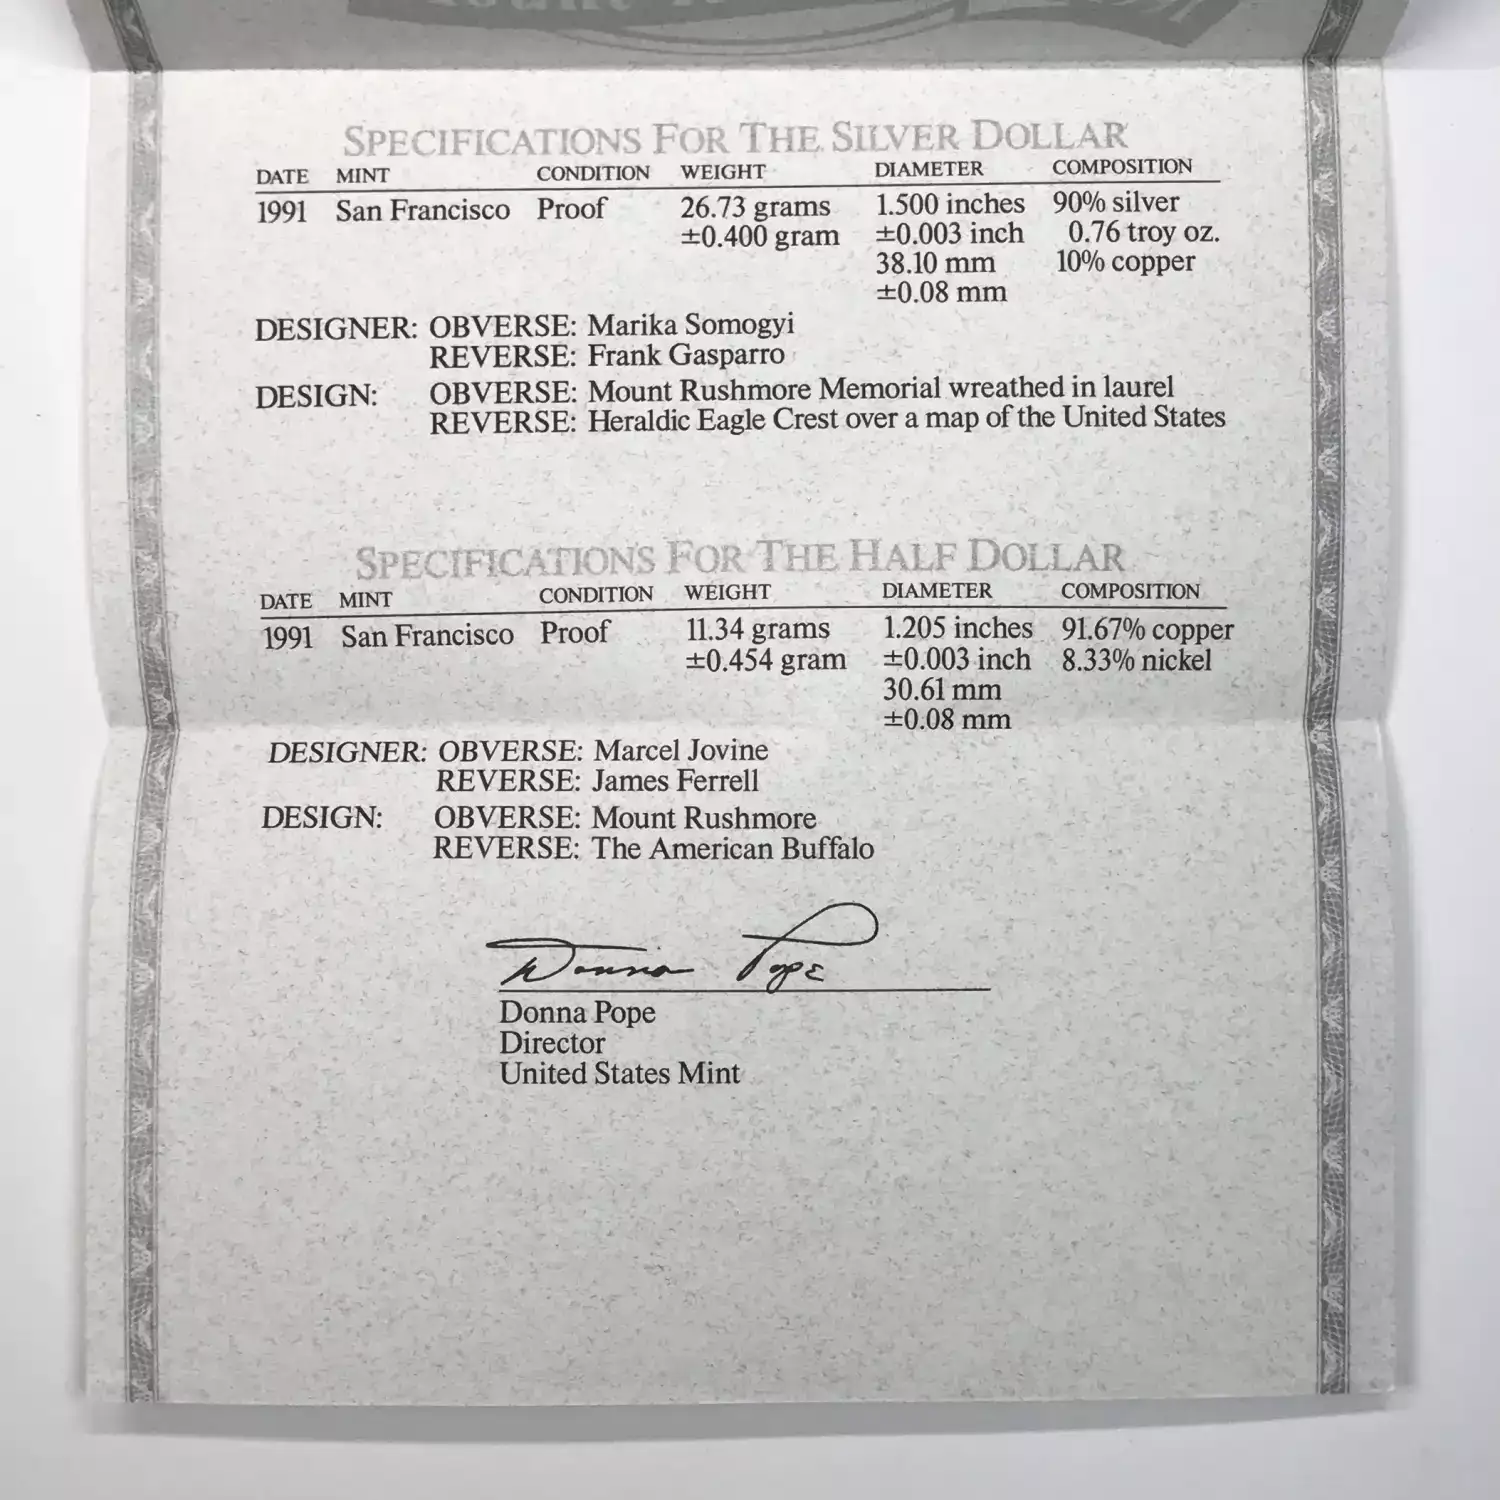 SPECIFICATIONS FOR THE SILVER DOLLAR
DATE MINT CONDITION WEIGHT DIAMETER COMPOSITION
1991 San Francisco Proof 26.73 grams 1.500 inches 90% silver
±0.400 gram ±0.003 inch 0.76 troy oz.
38.10 mm 10% copper
±0.08 mm
DESIGNER: OBVERSE: Marika Somogyi
REVERSE: Frank Gasparro
DESIGN: OBVERSE: Mount Rushmore Memorial wreathed in laurel
REVERSE: Heraldic Eagle Crest over a map of the United States
SPECIFICATIONS FOR THE HALF DOLLAR
DATE MINT CONDITION WEIGHT DIAMETER COMPOSITION
1991 San Francisco Proof 11.34 grams 1.205 inches 91.67% copper
±0.454 gram ±0.003 inch 8.33% nickel
30.61 mm
±0.08 mm
DESIGNER: OBVERSE: Marcel Jovine
REVERSE: James Ferrell
DESIGN: OBVERSE: Mount Rushmore
REVERSE: The American Buffalo
Donna Pope
Donna Pope
Director
United States Mint